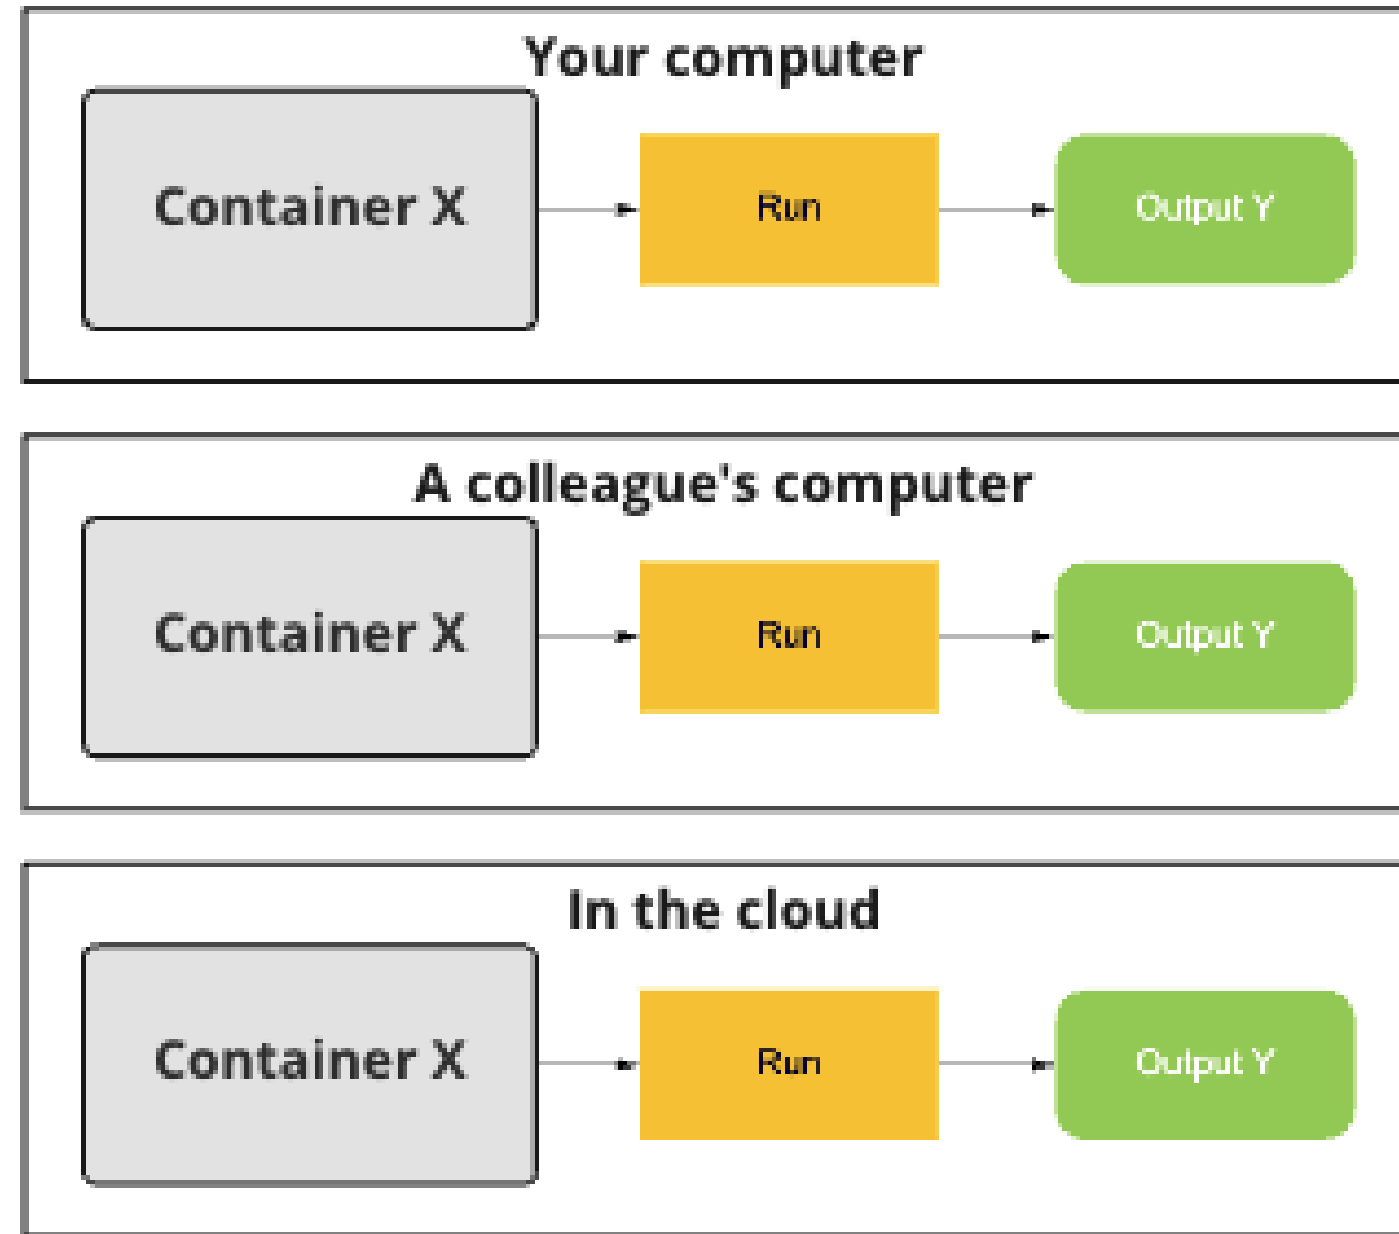 Your computer
Container X
Run
Output Y
A colleague's computer
Container X
Run
Output Y
In the cloud
Container X
Run
Output Y